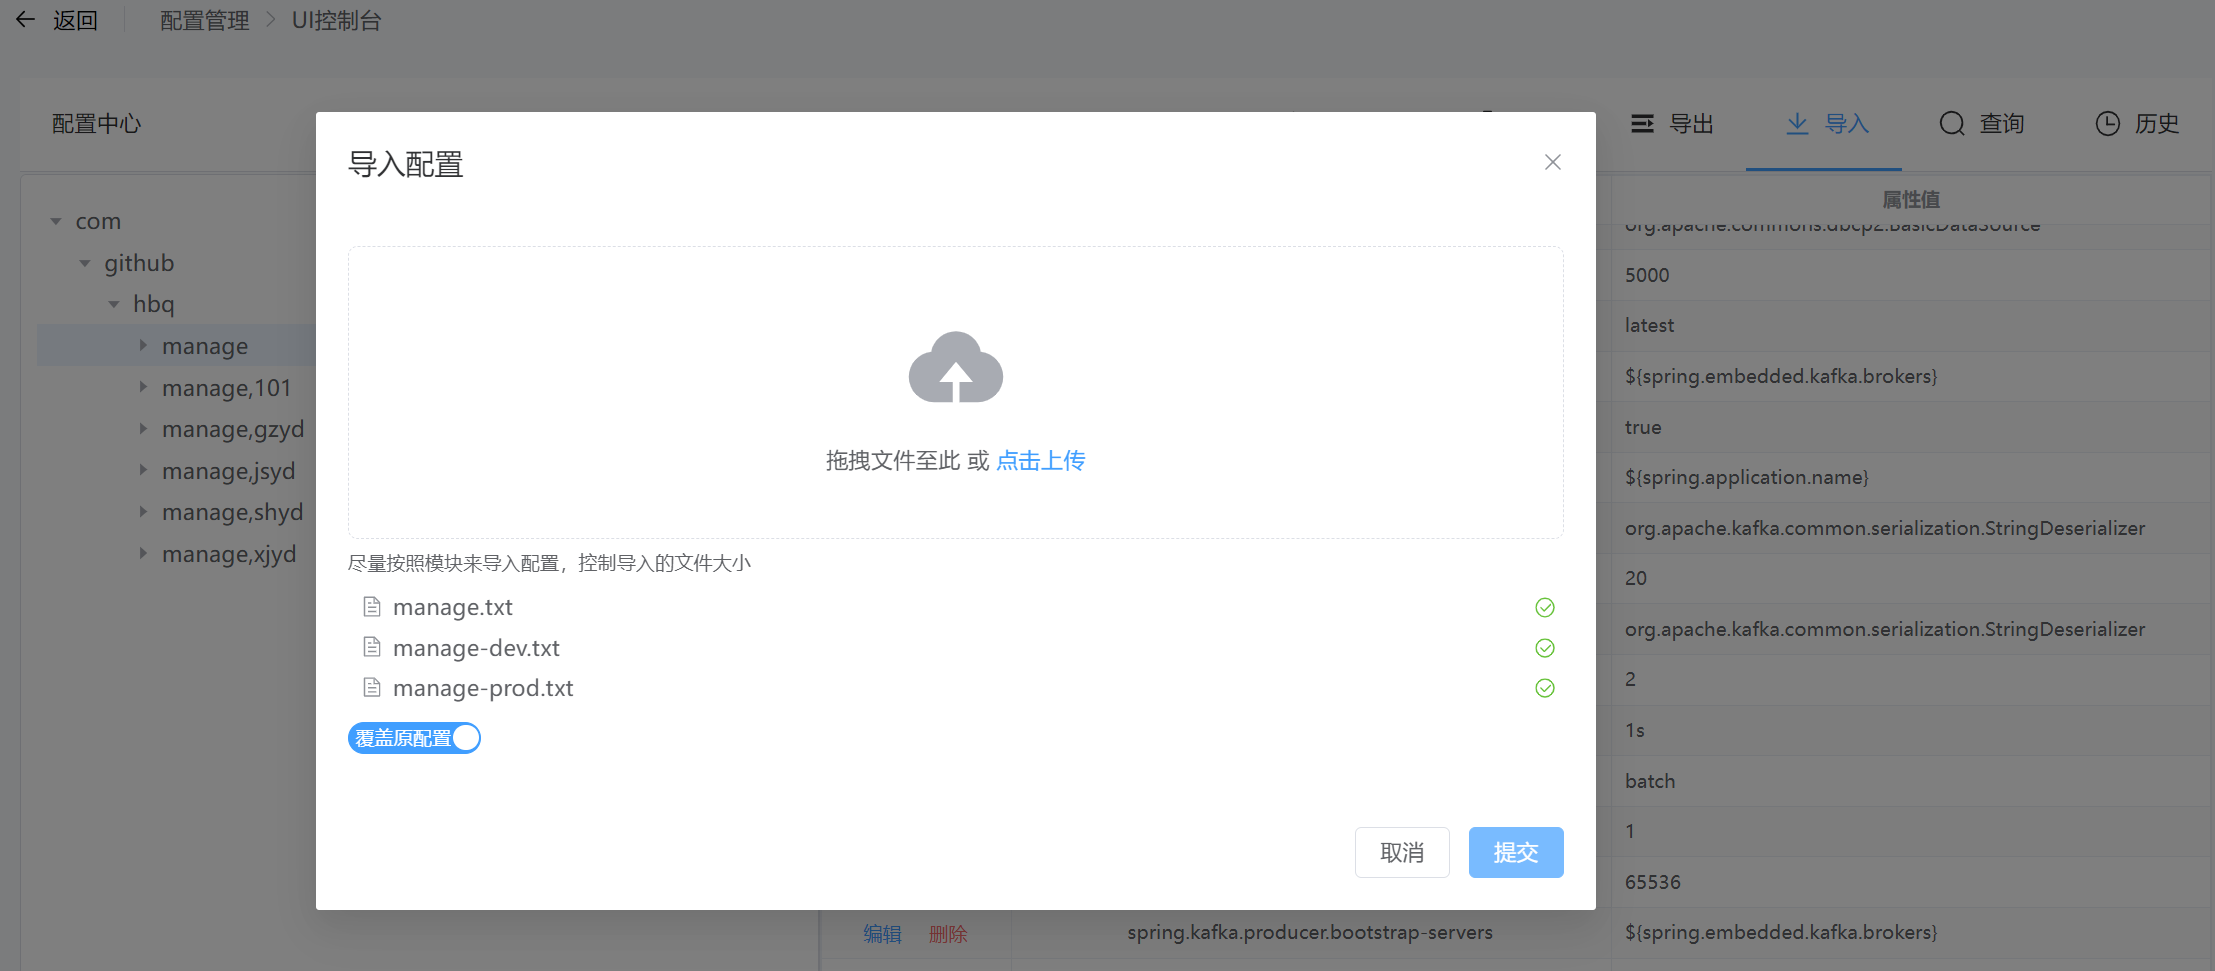 返回 配置管理 > UI控制台
配置中心
导出 导入 查询 历史
com
github
hbq
manage
manage,101
manage,gzyd
manage,jsyd
manage,shyd
manage,xjyd
导入配置
拖拽文件至此 或 点击上传
尽量按照模块来导入配置，控制导入的文件大小
manage.txt
manage-dev.txt
manage-prod.txt
覆盖原配置
取消 提交
属性值
org.apache.commons.dbcp2.BasicDataSource
5000
latest
${spring.embedded.kafka.brokers}
true
${spring.application.name}
org.apache.kafka.common.serialization.StringDeserializer
20
org.apache.kafka.common.serialization.StringDeserializer
2
1s
batch
1
65536
编辑 删除 spring.kafka.producer.bootstrap-servers ${spring.embedded.kafka.brokers}